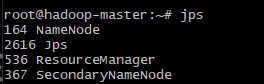 root@hadoop-master:~# jps
164 NameNode
2616 Jps
536 ResourceManager
367 SecondaryNameNode